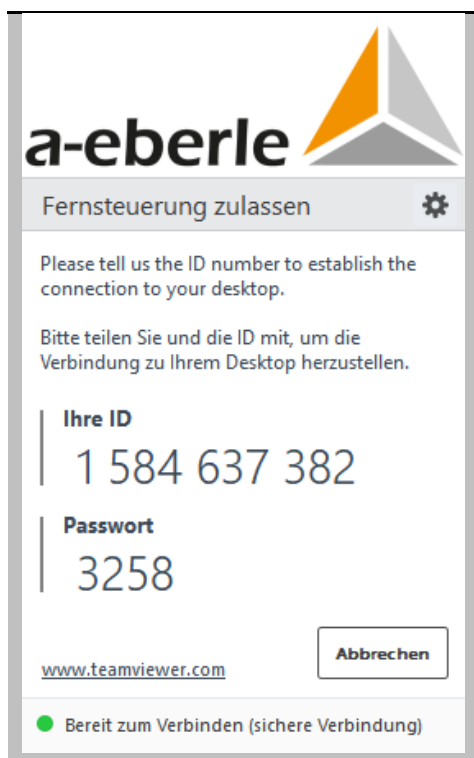 a-eberle
Fernsteuerung zulassen
Please tell us the ID number to establish the
connection to your desktop.
Bitte teilen Sie und die ID mit, um die
Verbindung zu Ihrem Desktop herzustellen.
Ihre ID
1 584 637 382
Passwort
3258
Abbrechen
www.teamviewer.com
Bereit zum Verbinden (sichere Verbindung)